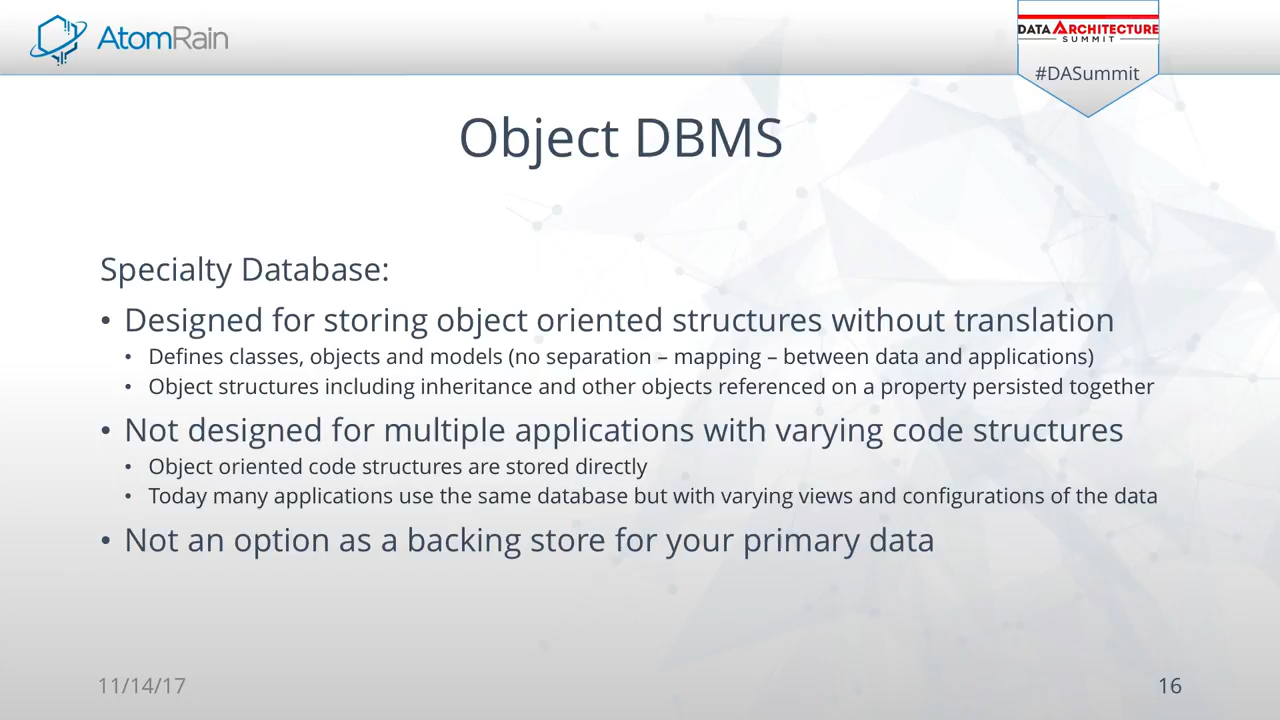 AtomRain
DATA ARCHITECTURE
SUMMIT
#DASummit
Object DBMS
Specialty Database:
• Designed for storing object oriented structures without translation
• Defines classes, objects and models (no separation – mapping – between data and applications)
• Object structures including inheritance and other objects referenced on a property persisted together
• Not designed for multiple applications with varying code structures
• Object oriented code structures are stored directly
• Today many applications use the same database but with varying views and configurations of the data
• Not an option as a backing store for your primary data
11/14/17
16